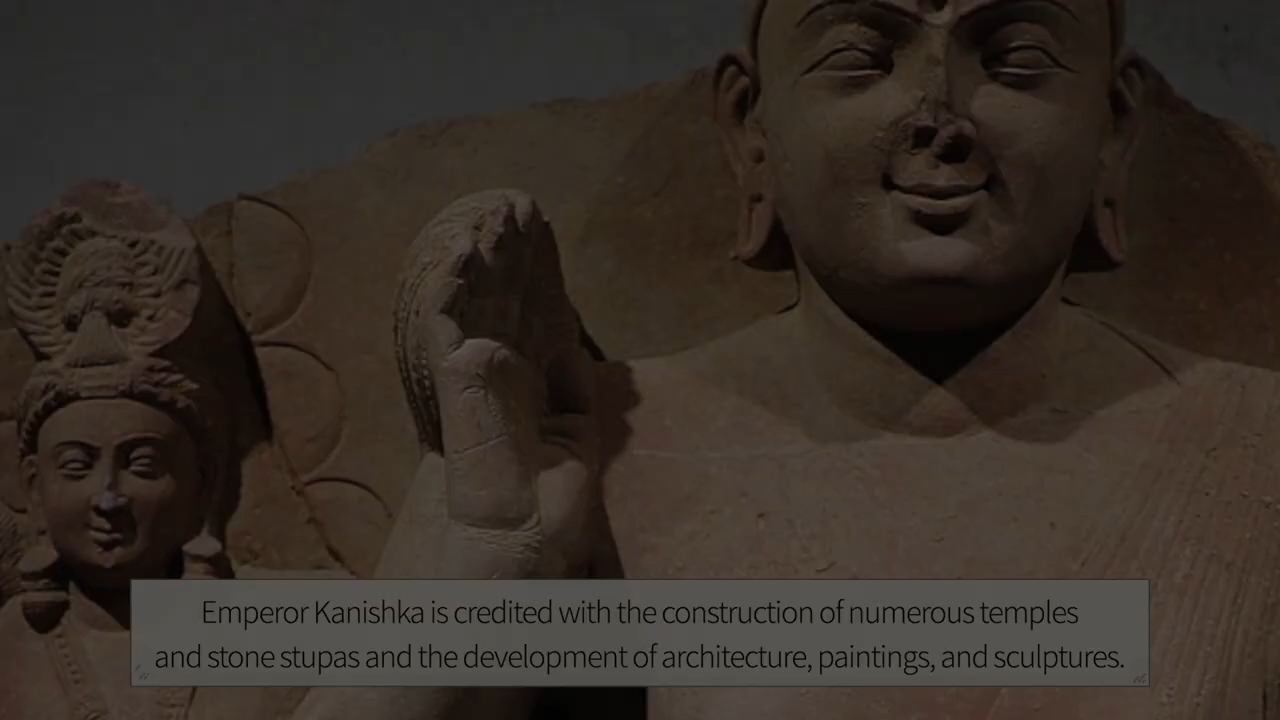 Emperor Kanishka is credited with the construction of numerous temples
and stone stupas and the development of architecture, paintings, and sculptures.